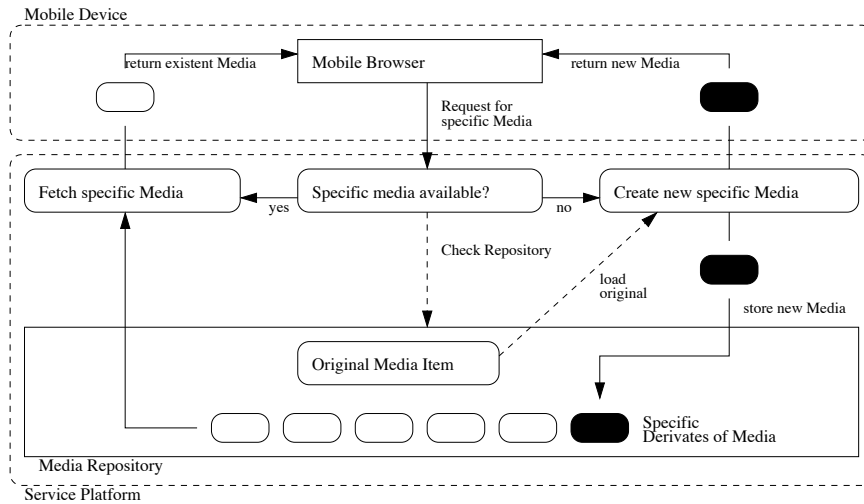 Mobile Device
return existent Media
Mobile Browser
return new Media
Request for
specific Media
Fetch specific Media
yes
Specific media available?
no
Create new specific Media
Check Repository
load
original
store new Media
Original Media Item
Specific
Derivates of Media
Media Repository
Service Platform